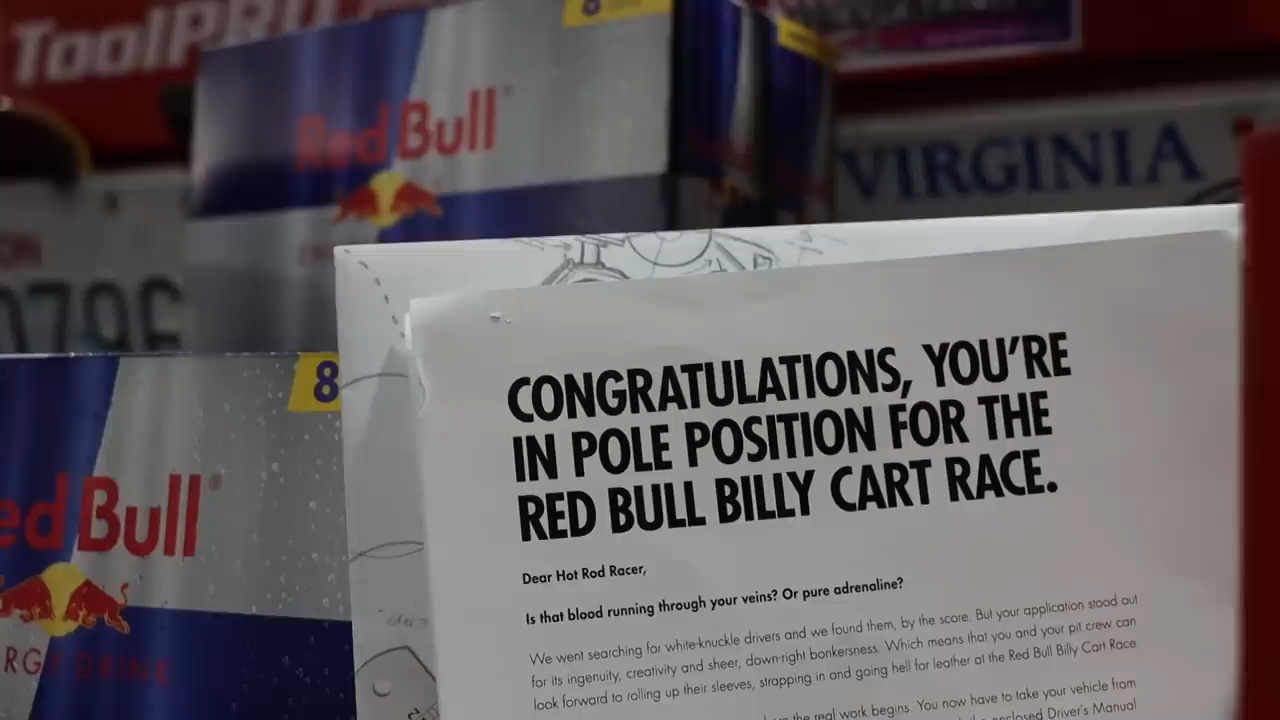 ToolPRO
8
Red Bull
VIRGINIA
0796
8
ed Bull®
RGY DRINK
CONGRATULATIONS, YOU'RE
IN POLE POSITION FOR THE
RED BULL BILLY CART RACE.
Dear Hot Rod Racer,
Is that blood running through your veins? Or pure adrenaline?
We went searching for white-knuckle drivers and we found them, by the score. But your application stood out
for its ingenuity, creativity and sheer, down-right bonkersness. Which means that you and your pit crew can
look forward to rolling up their sleeves, strapping in and going hell for leather at the Red Bull Billy Cart Race.
the real work begins. You now have to take your vehicle from
enclosed Driver's Manual